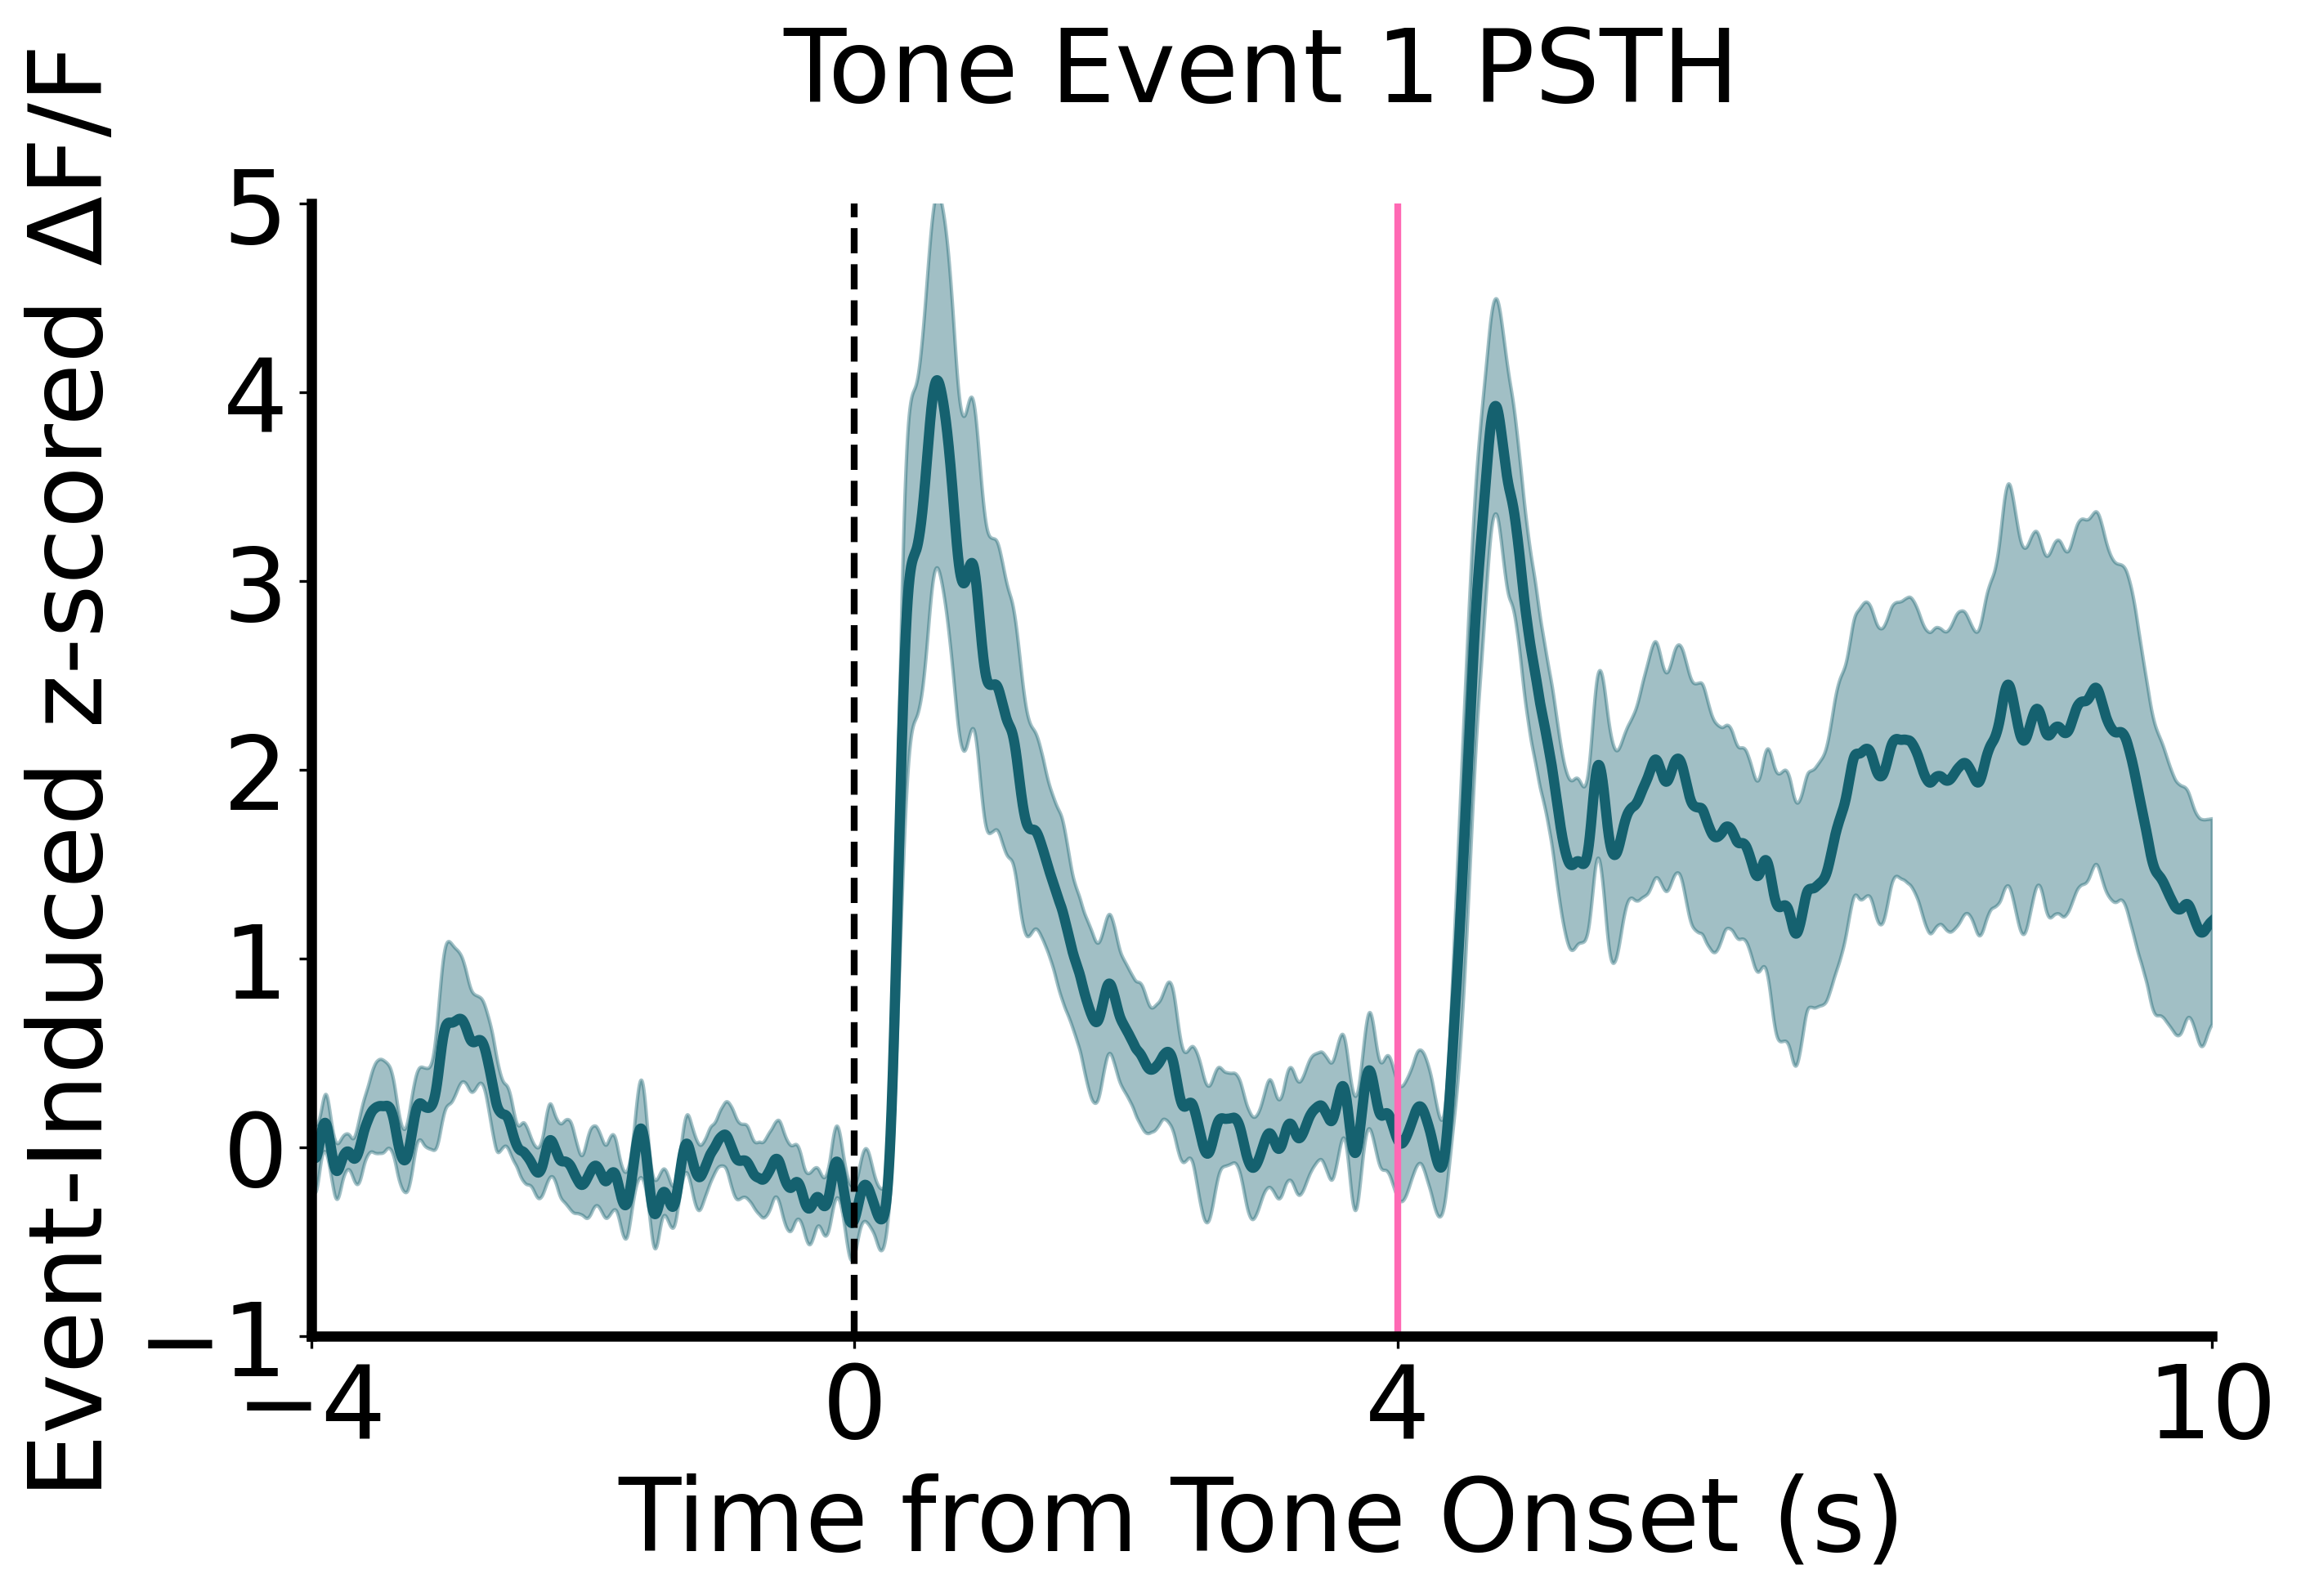 Tone Event 1 PSTH
Event-Induced z-scored ΔF/F
5
4
3
2
1
0
−1
−4 0 4 10
Time from Tone Onset (s)